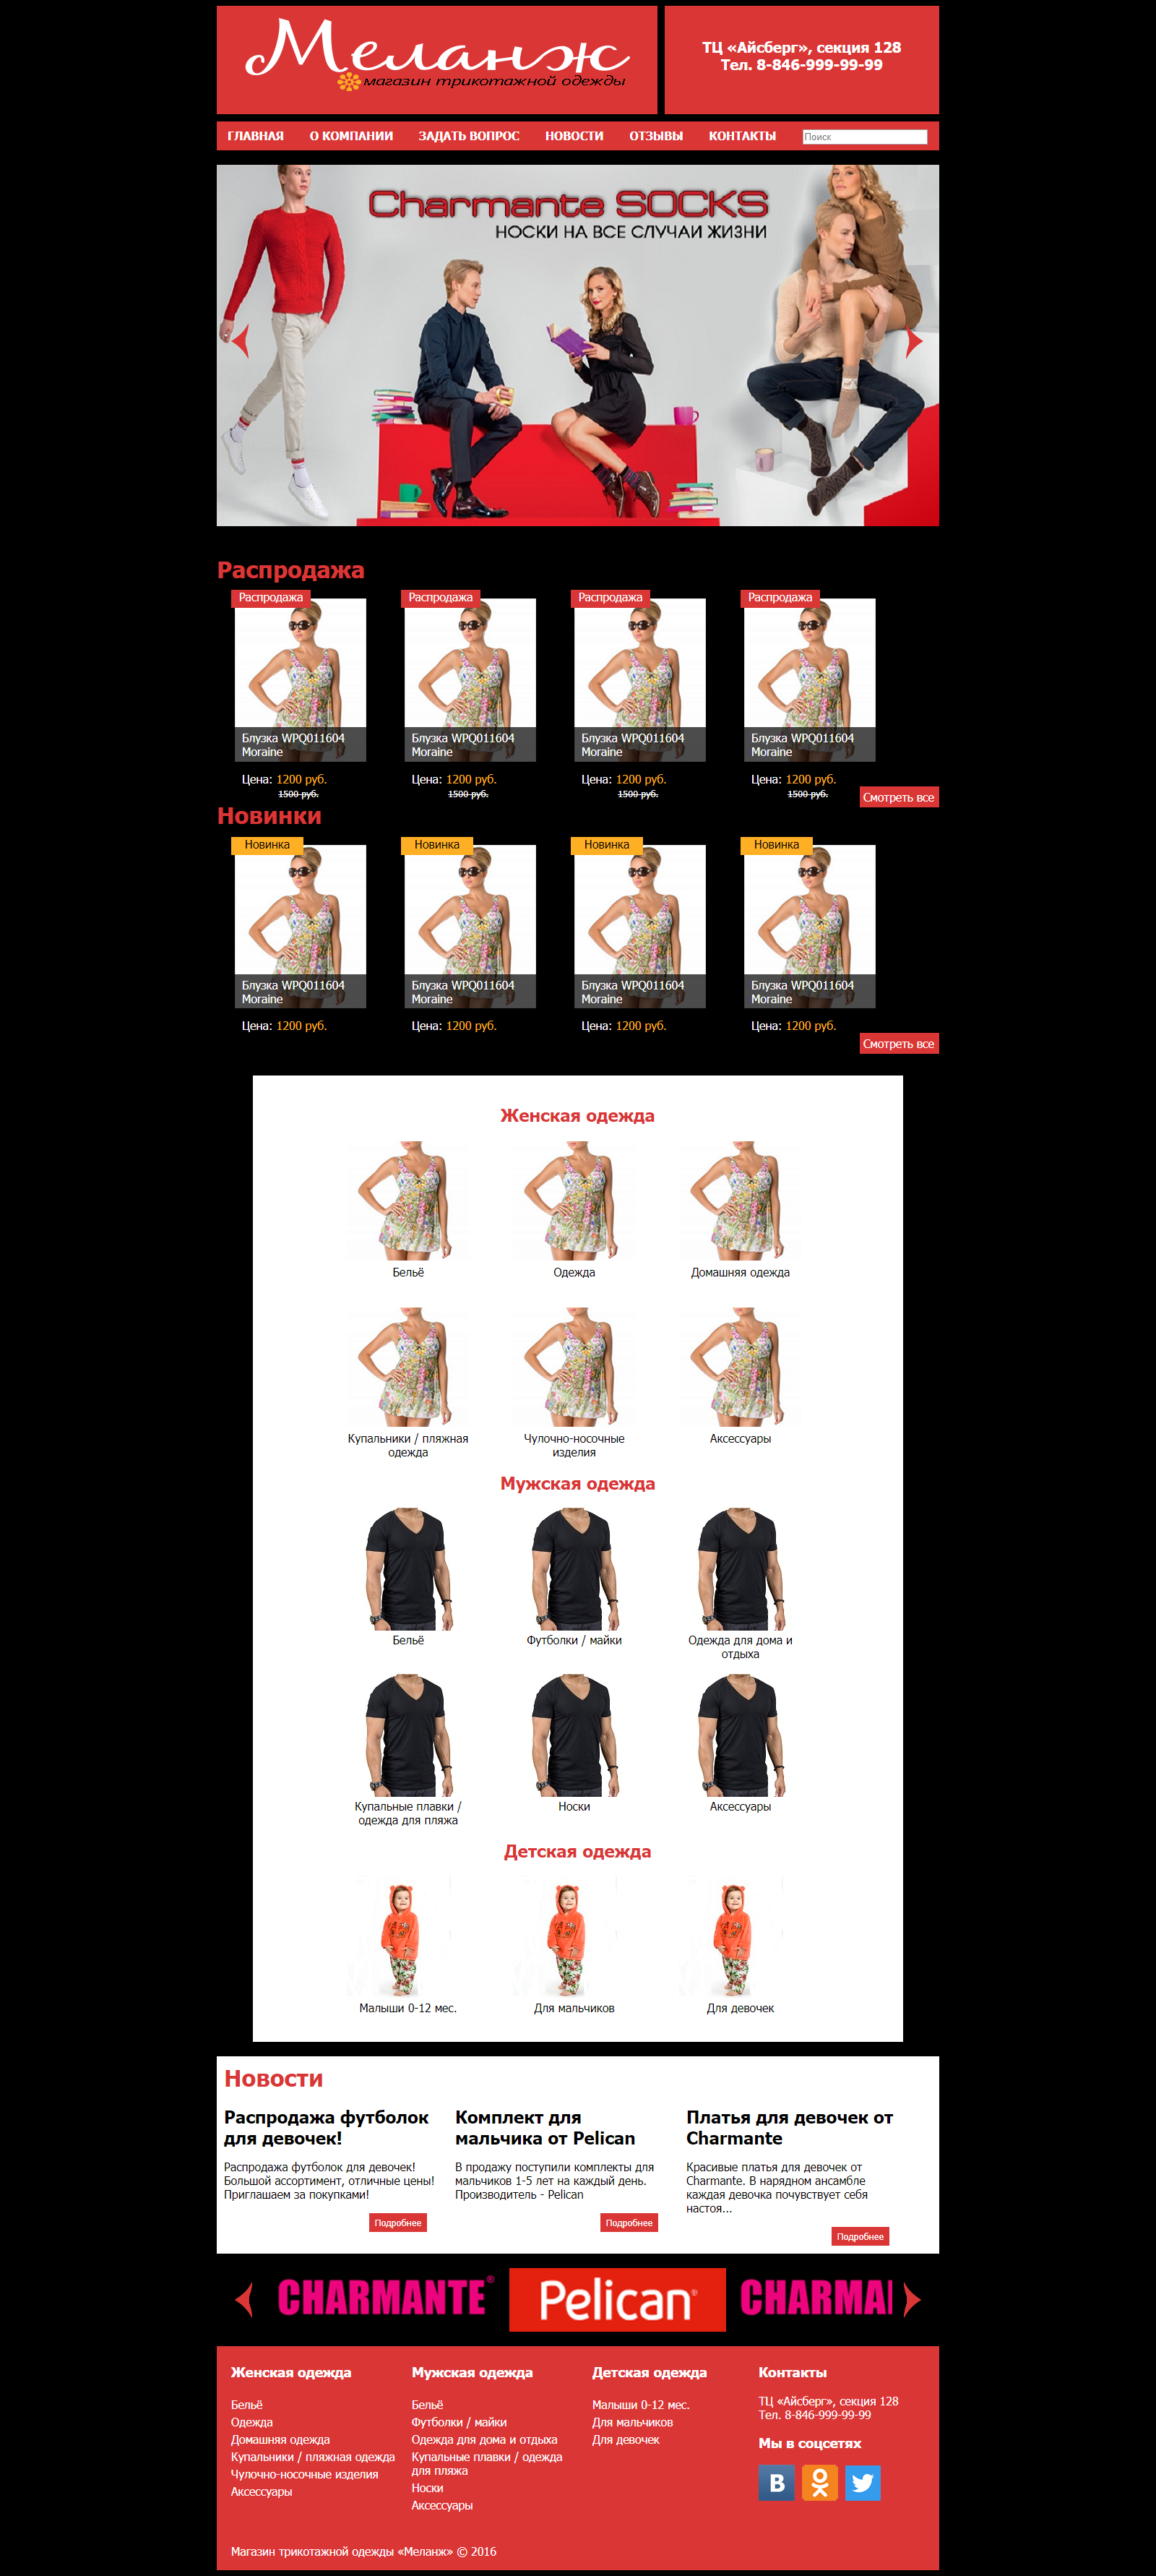 Меланж
магазин трикотажной одежды
ТЦ «Айсберг», секция 128
Тел. 8-846-999-99-99
ГЛАВНАЯ О КОМПАНИИ ЗАДАТЬ ВОПРОС НОВОСТИ ОТЗЫВЫ КОНТАКТЫ Поиск
Charmante SOCKS
НОСКИ НА ВСЕ СЛУЧАИ ЖИЗНИ
Распродажа
Распродажа Распродажа Распродажа Распродажа
Блузка WPQ011604 Блузка WPQ011604 Блузка WPQ011604 Блузка WPQ011604
Moraine Moraine Moraine Moraine
Цена: 1200 руб. Цена: 1200 руб. Цена: 1200 руб. Цена: 1200 руб.
1500 руб. 1500 руб. 1500 руб. 1500 руб.
Смотреть все
Новинки
Новинка Новинка Новинка Новинка
Блузка WPQ011604 Блузка WPQ011604 Блузка WPQ011604 Блузка WPQ011604
Moraine Moraine Moraine Moraine
Цена: 1200 руб. Цена: 1200 руб. Цена: 1200 руб. Цена: 1200 руб.
Смотреть все
Женская одежда
Бельё Одежда Домашняя одежда
Купальники / пляжная одежда
Чулочно-носочные изделия
Аксессуары
Мужская одежда
Бельё Футболки / майки
Одежда для дома и отдыха
Купальные плавки / одежда для пляжа
Носки Аксессуары
Детская одежда
Малыши 0-12 мес. Для мальчиков Для девочек
Новости
Распродажа футболок
для девочек!
Распродажа футболок для девочек!
Большой ассортимент, отличные цены!
Приглашаем за покупками!
Подробнее
Комплект для
мальчика от Pelican
В продажу поступили комплекты для
мальчиков 1-5 лет на каждый день.
Производитель - Pelican
Подробнее
Платья для девочек от
Charmante
Красивые платья для девочек от
Charmante. В нарядном ансамбле
каждая девочка почувствует себя
настоя...
Подробнее
CHARMANTE® Pelican® CHARMA
Женская одежда
Бельё
Одежда
Домашняя одежда
Купальники / пляжная одежда
Чулочно-носочные изделия
Аксессуары
Мужская одежда
Бельё
Футболки / майки
Одежда для дома и отдыха
Купальные плавки / одежда
для пляжа
Носки
Аксессуары
Детская одежда
Малыши 0-12 мес.
Для мальчиков
Для девочек
Контакты
ТЦ «Айсберг», секция 128
Тел. 8-846-999-99-99
Мы в соцсетях
В
Магазин трикотажной одежды «Меланж» © 2016